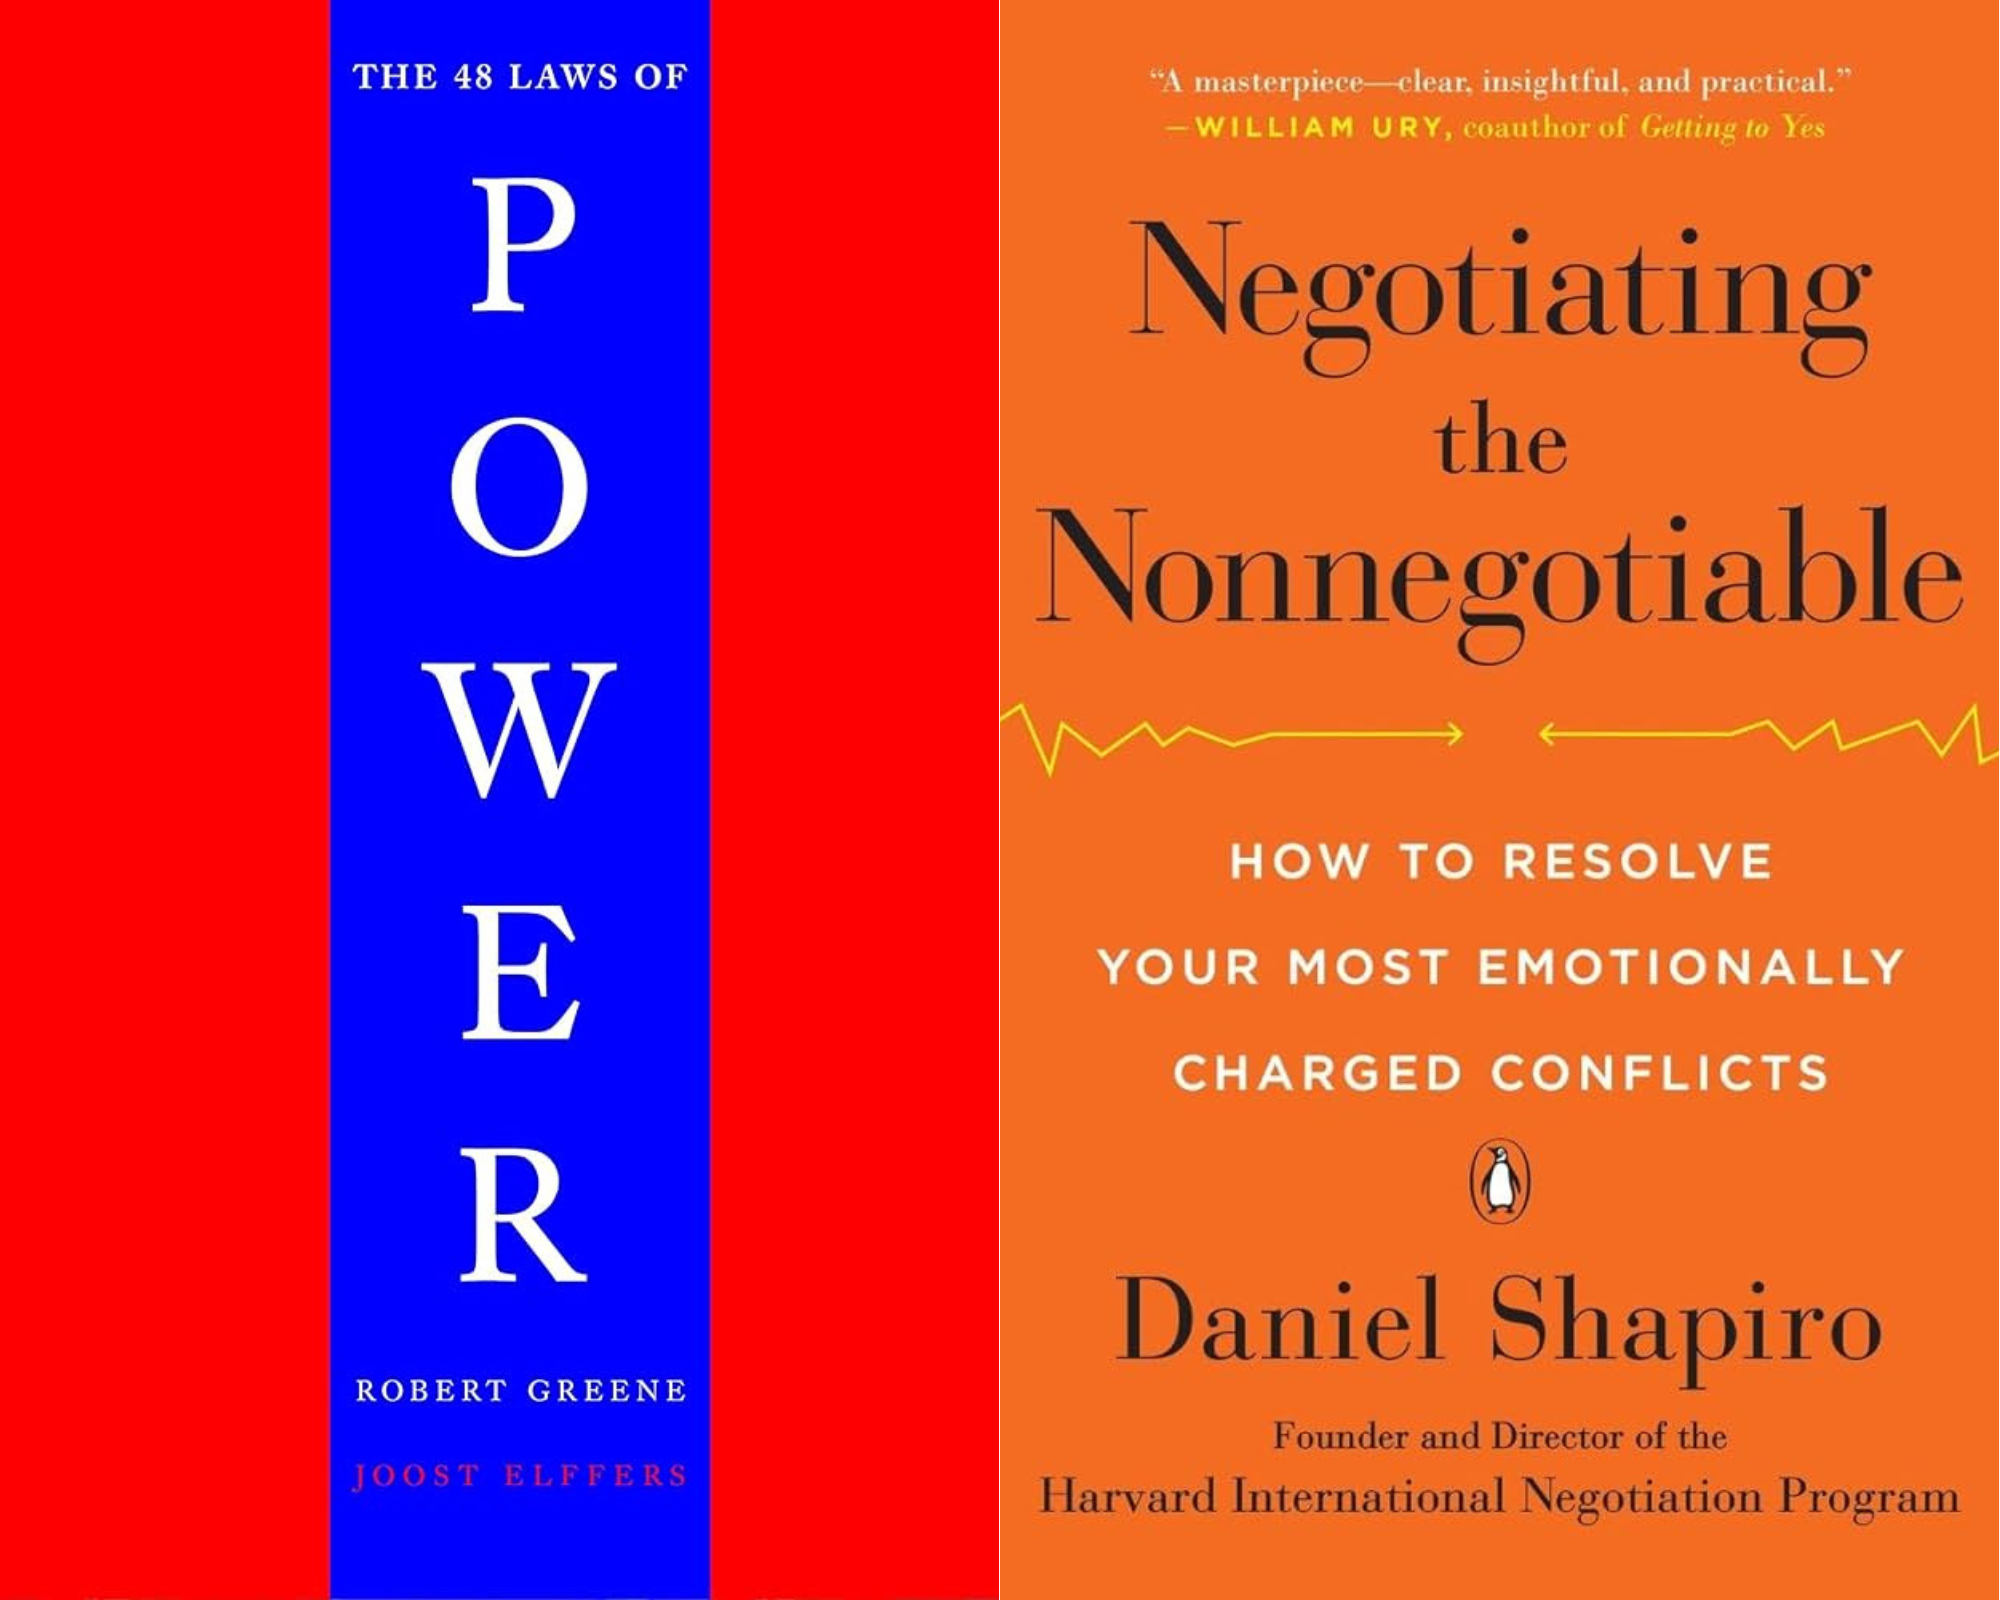 THE 48 LAWS OF
P
O
W
E
R
ROBERT GREENE
JOOST ELFFERS
“A masterpiece—clear, insightful, and practical.”
—WILLIAM URY, coauthor of Getting to Yes
Negotiating
the
Nonnegotiable
HOW TO RESOLVE
YOUR MOST EMOTIONALLY
CHARGED CONFLICTS
Daniel Shapiro
Founder and Director of the
Harvard International Negotiation Program